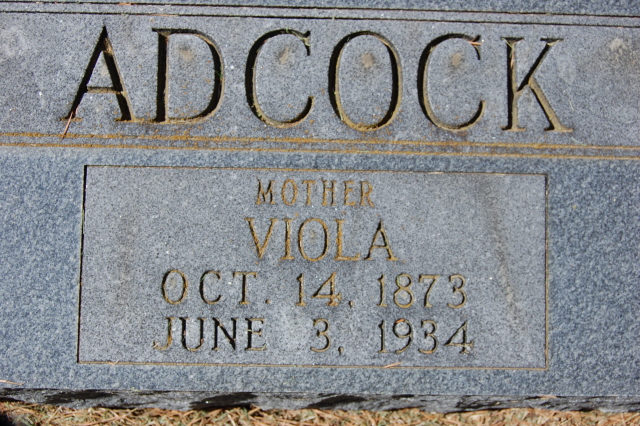 ADCOCK
MOTHER
VIOLA
OCT. 14, 1873
JUNE 3, 1934